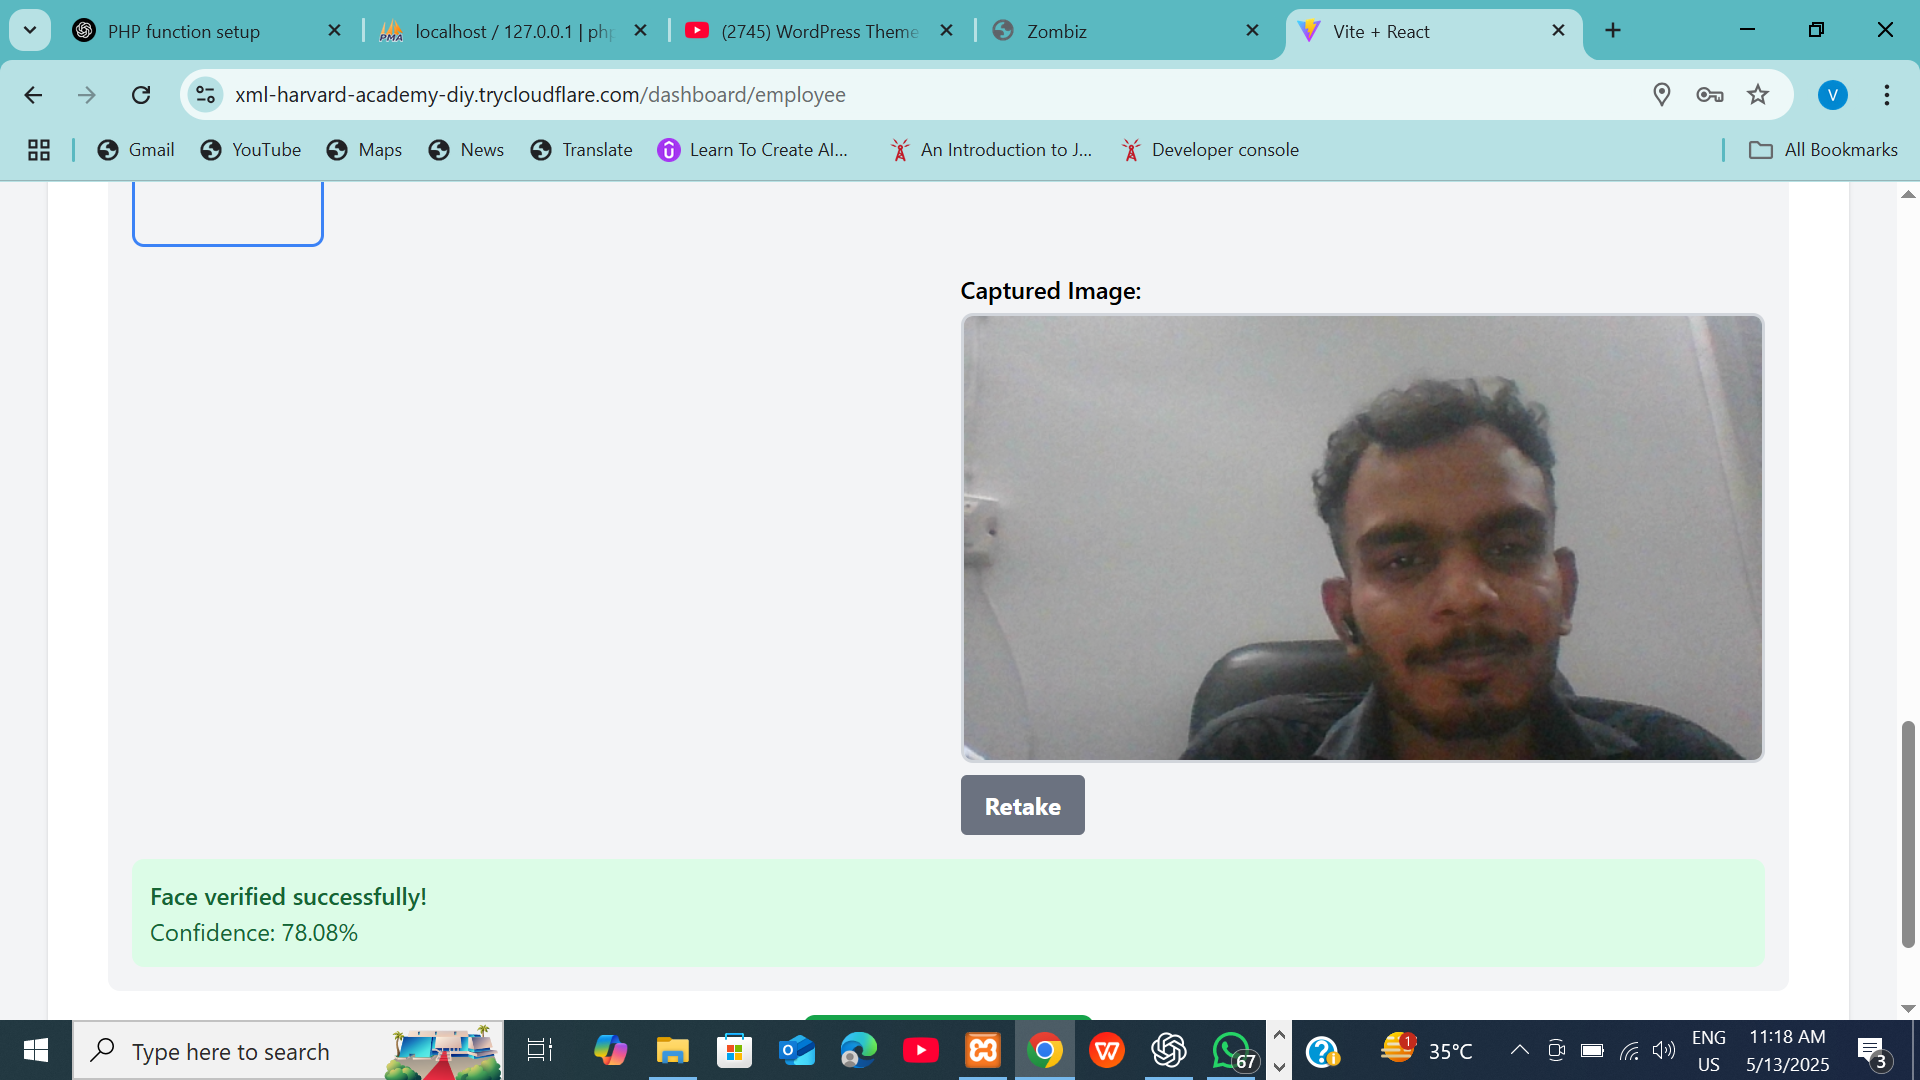 PHP function setup
localhost / 127.0.0.1 | php
(2745) WordPress Theme
Zombiz
Vite + React
xml-harvard-academy-diy.trycloudflare.com/dashboard/employee
V
Gmail
YouTube
Maps
News
Translate
Learn To Create AI...
An Introduction to J...
Developer console
All Bookmarks
Captured Image:
Retake
Face verified successfully!
Confidence: 78.08%
Type here to search
67
1
35°C
ENG
US
11:18 AM
5/13/2025
3